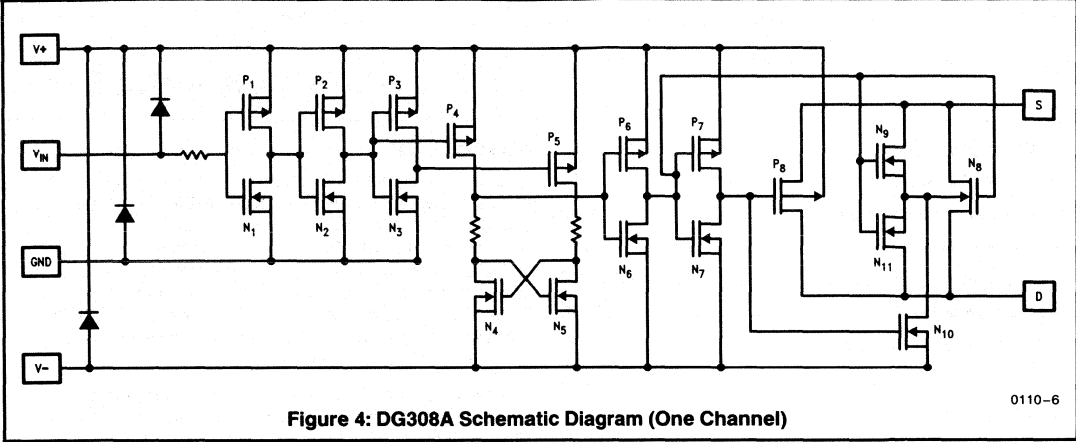 V+
P1
P2
P3
P4
P5
P6
P7
S
N9
P8
N8
VIN
N1
N2
N3
N11
GND
N6
N7
D
N4
N5
N10
V-
0110-6
Figure 4: DG308A Schematic Diagram (One Channel)